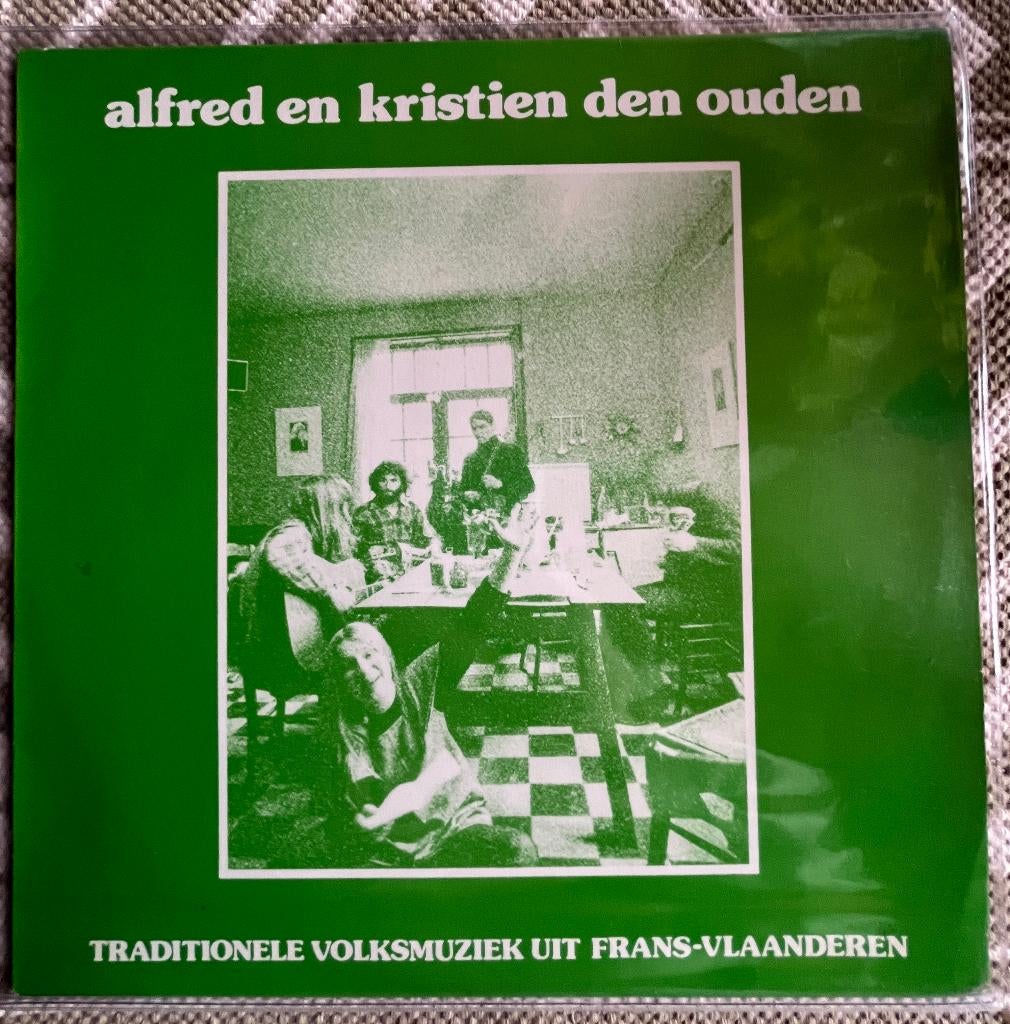 alfred en kristien den ouden
TRADITIONELE VOLKSMUZIEK UIT FRANS-VLAANDEREN